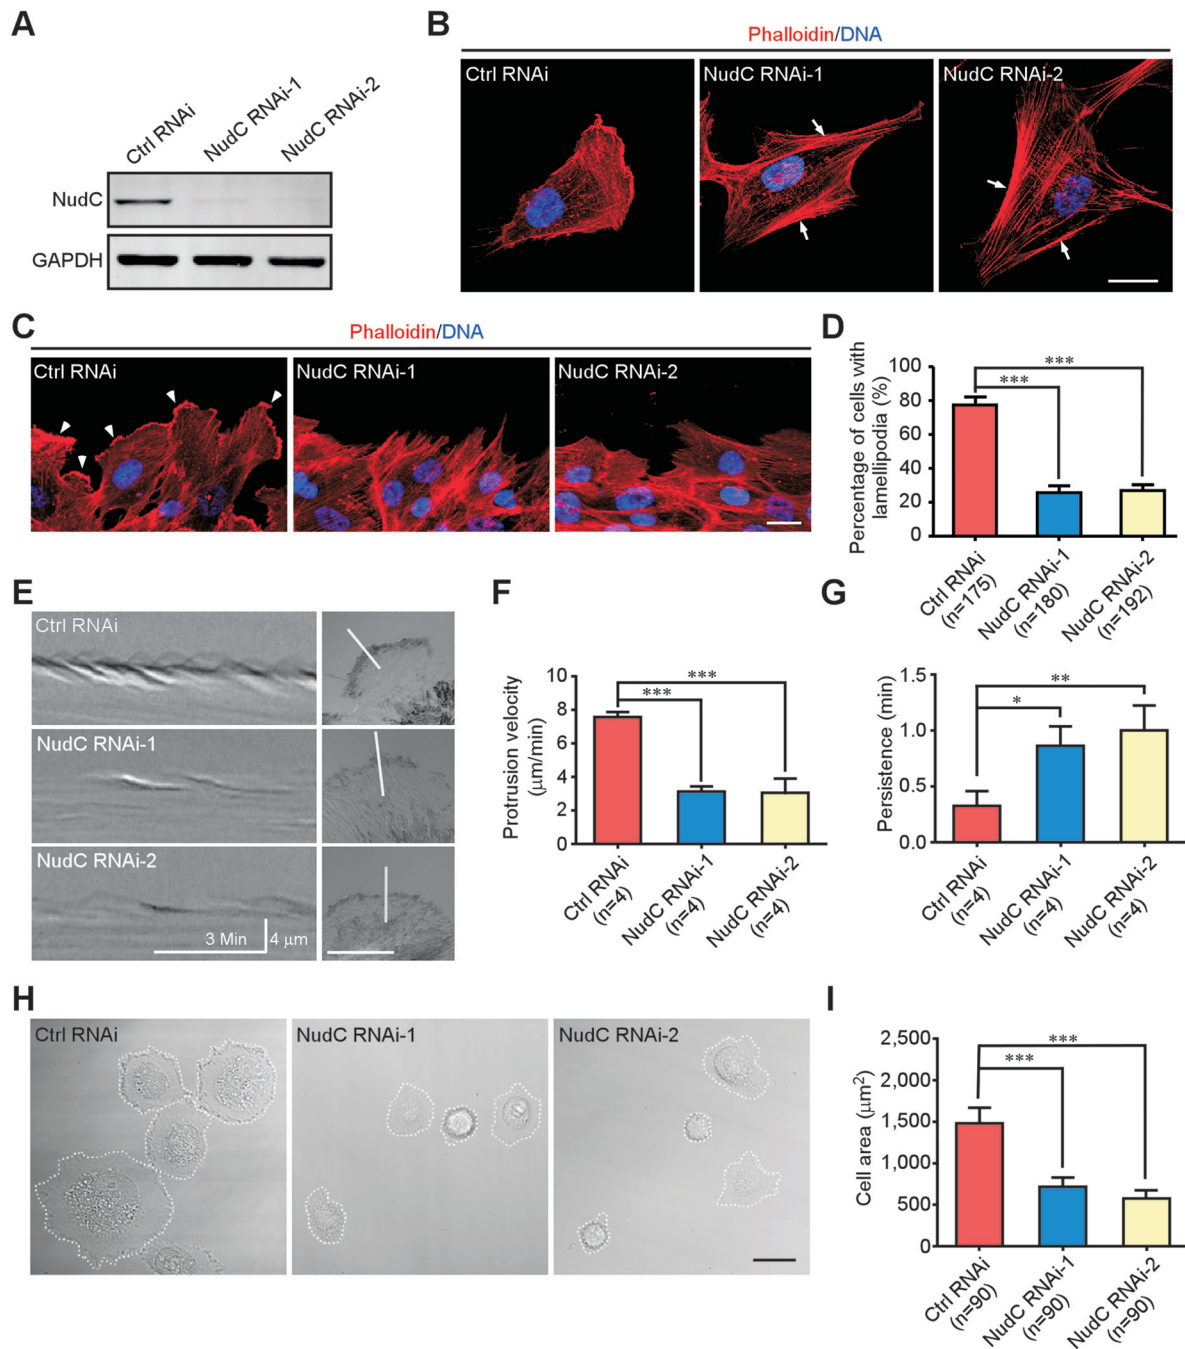 A
Ctrl RNAi
NudC RNAi-1
NudC RNAi-2
NudC
GAPDH
B
Phalloidin/DNA
Ctrl RNAi
NudC RNAi-1
NudC RNAi-2
C
Phalloidin/DNA
Ctrl RNAi
NudC RNAi-1
NudC RNAi-2
D
Percentage of cells with
lamellipodia (%)
100
80
60
40
20
0
***
***
Ctrl RNAi
(n=175)
NudC RNAi-1
(n=180)
NudC RNAi-2
(n=192)
E
Ctrl RNAi
NudC RNAi-1
NudC RNAi-2
3 Min
4 μm
F
Protrusion velocity
(μm/min)
10
8
6
4
2
0
***
***
Ctrl RNAi
(n=4)
NudC RNAi-1
(n=4)
NudC RNAi-2
(n=4)
G
Persistence (min)
1.5
1.0
0.5
0.0
**
*
Ctrl RNAi
(n=4)
NudC RNAi-1
(n=4)
NudC RNAi-2
(n=4)
H
Ctrl RNAi
NudC RNAi-1
NudC RNAi-2
I
Cell area (μm²)
2,500
2,000
1,500
1,000
500
0
***
***
Ctrl RNAi
(n=90)
NudC RNAi-1
(n=90)
NudC RNAi-2
(n=90)